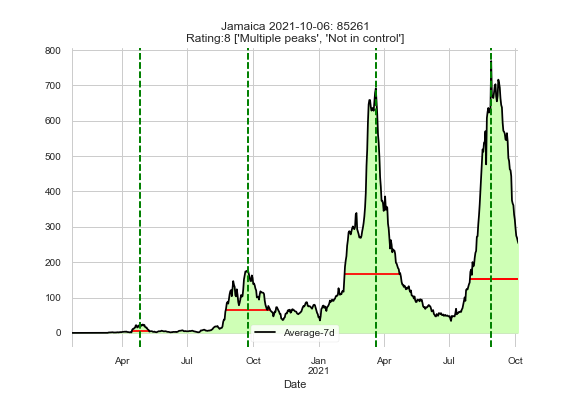 Jamaica 2021-10-06: 85261
Rating:8 ['Multiple peaks', 'Not in control']
800
700
600
500
400
300
200
100
0
Average-7d
Apr Jul Oct Jan Apr Jul Oct
2021
Date